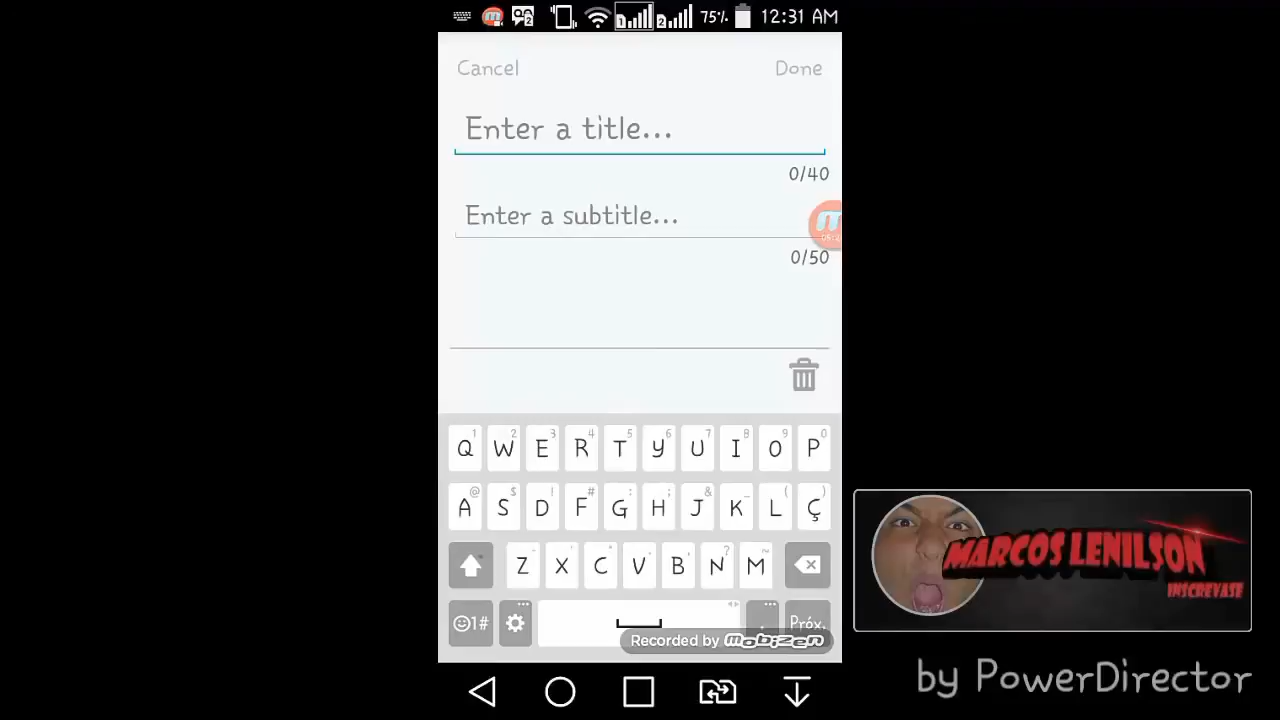 75% 12:31 AM
Cancel Done
Enter a title...
0/40
Enter a subtitle...
0/50
Q W E R T Y U I O P
A S D F G H J K L Ç
Z X C V B N M
☺1# . Próx.
Recorded by mobizen
MARCOS LENILSON
INSCREVASE
by PowerDirector